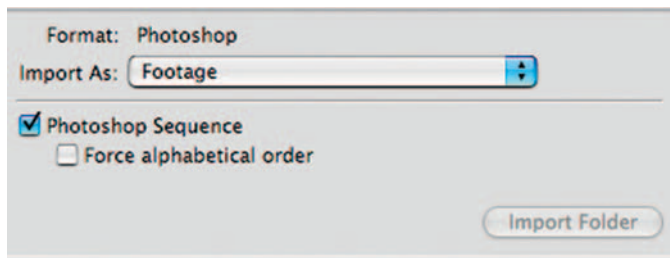 Format: Photoshop
Import As: Footage
Photoshop Sequence
Force alphabetical order
Import Folder